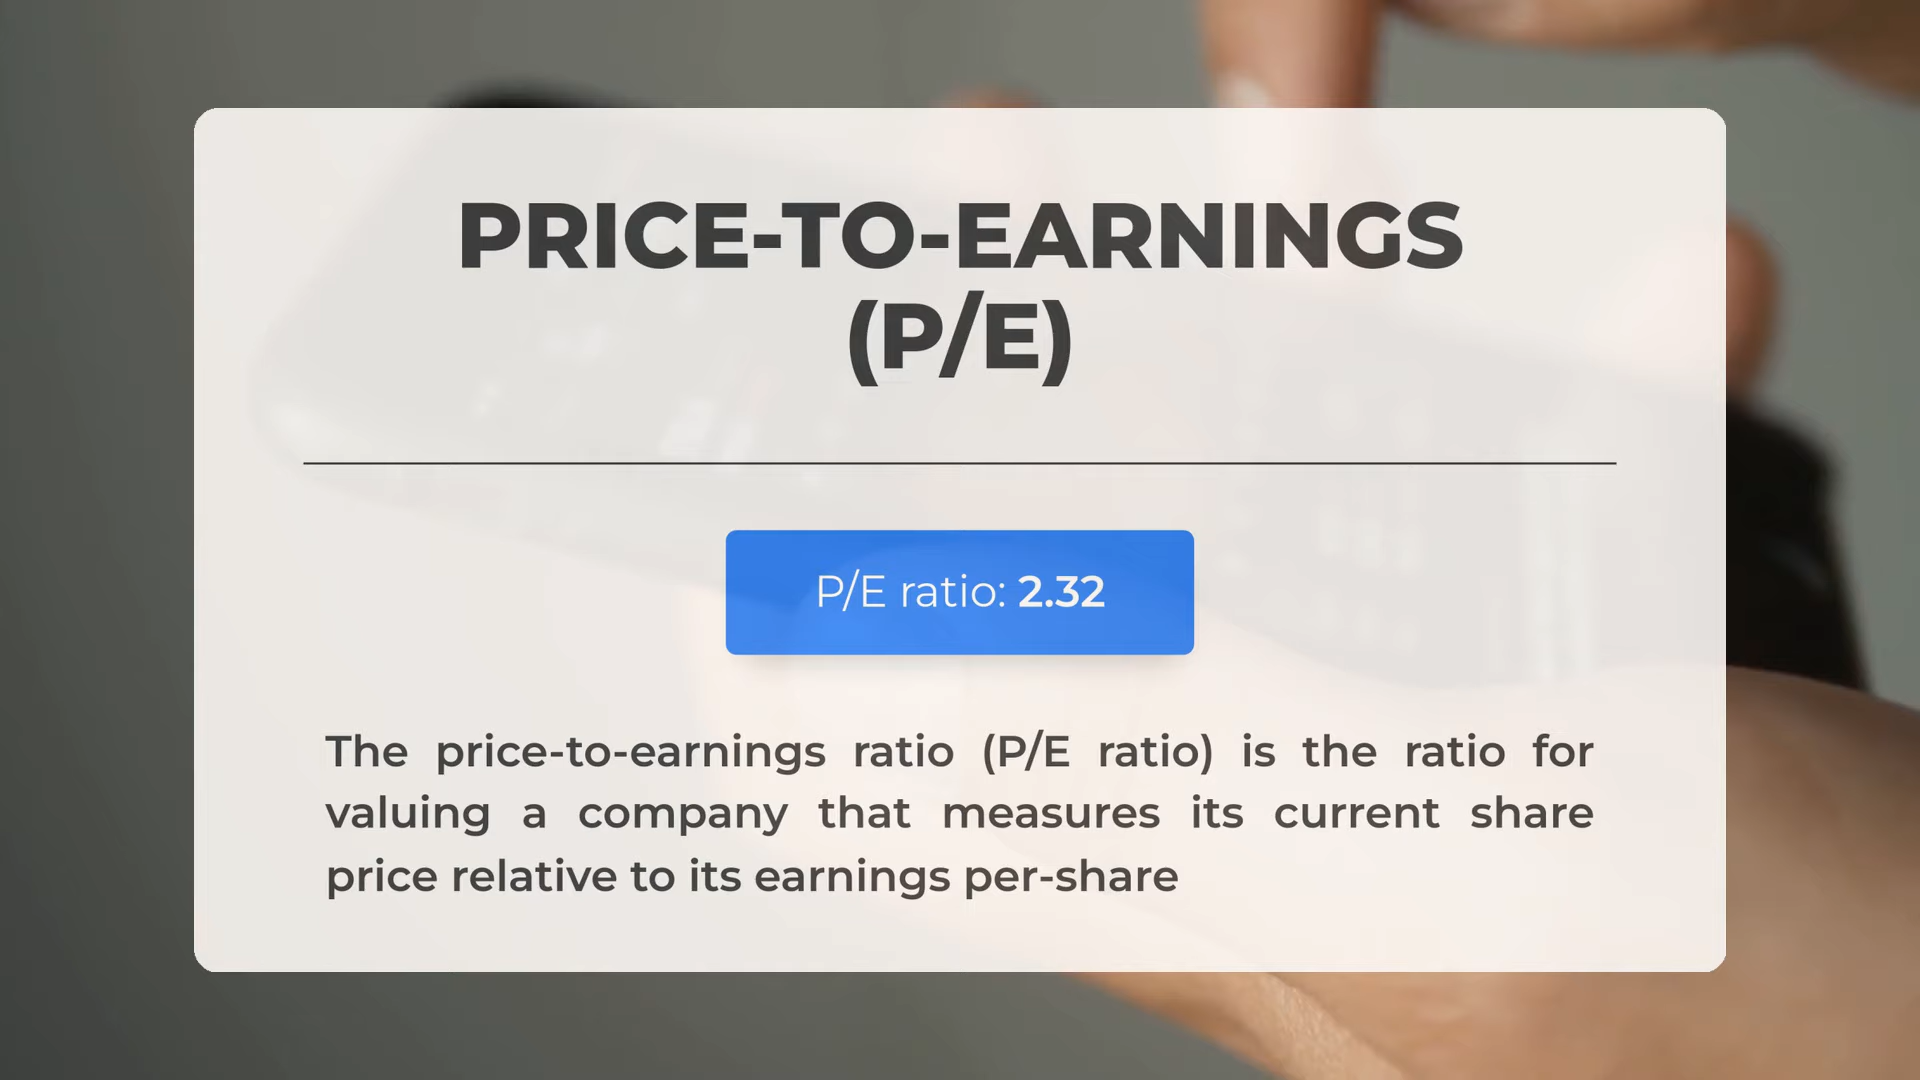 PRICE-TO-EARNINGS
(P/E)
P/E ratio: 2.32
The price-to-earnings ratio (P/E ratio) is the ratio for
valuing a company that measures its current share
price relative to its earnings per-share